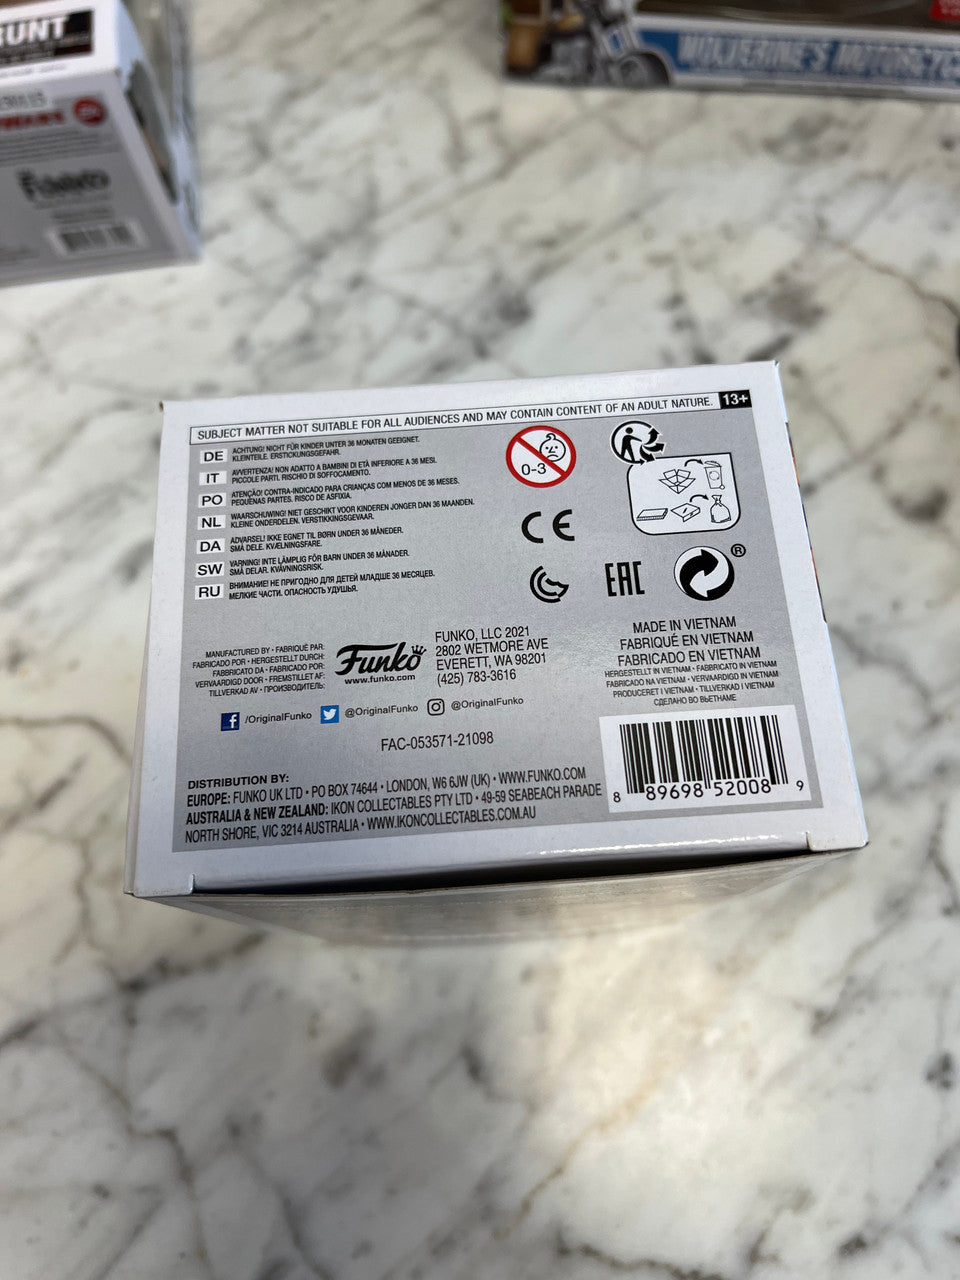 UNT
FUNKO
WOLVERINE'S MOTORCYC
SUBJECT MATTER NOT SUITABLE FOR ALL AUDIENCES AND MAY CONTAIN CONTENT OF AN ADULT NATURE. 13+
DE ACHTUNG! NICHT FÜR KINDER UNTER 36 MONATEN GEEIGNET.
KLEINTEILE. ERSTICKUNGSGEFAHR.
IT AVVERTENZA! NON ADATTO A BAMBINI DI ETÀ INFERIORE A 36 MESI.
PICCOLE PARTI. RISCHIO DI SOFFOCAMENTO.
PO ATENÇÃO! CONTRA-INDICADO PARA CRIANÇAS COM MENOS DE 36 MESES.
PEQUENAS PARTES. RISCO DE ASFIXIA.
NL WAARSCHUWING! NIET GESCHIKT VOOR KINDEREN JONGER DAN 36 MAANDEN.
KLEINE ONDERDELEN. VERSTIKKINGSGEVAAR.
DA ADVARSEL! IKKE EGNET TIL BØRN UNDER 36 MÅNEDER.
SMÅ DELE. KVÆLNINGSFARE.
SW VARNING! INTE LÄMPLIG FÖR BARN UNDER 36 MÅNADER.
SMÅ DELAR. KVÄVNINGSRISK.
RU ВНИМАНИЕ! НЕ ПРИГОДНО ДЛЯ ДЕТЕЙ МЛАДШЕ 36 МЕСЯЦЕВ.
МЕЛКИЕ ЧАСТИ. ОПАСНОСТЬ УДУШЬЯ.
0-3
CE
EAC
®
MANUFACTURED BY • FABRIQUÉ PAR:
FABRICADO POR • HERGESTELLT DURCH:
FABBRICATO DA • FABRICADO POR:
VERVAARDIGD DOOR • FREMSTILLET AF:
TILLVERKAD AV • ПРОИЗВОДИТЕЛЬ:
Funko
www.funko.com
FUNKO, LLC 2021
2802 WETMORE AVE
EVERETT, WA 98201
(425) 783-3616
MADE IN VIETNAM
FABRIQUÉ EN VIETNAM
FABRICADO EN VIETNAM
HERGESTELLT IN VIETNAM • FABBRICATO IN VIETNAM
FABRICADO NA VIETNAM • VERVAARDIGD IN VIETNAM
PRODUCERET I VIETNAM • TILLVERKAD I VIETNAM
СДЕЛАНО ВО ВЬЕТНАМЕ
f /OriginalFunko @OriginalFunko @OriginalFunko
FAC-053571-21098
DISTRIBUTION BY:
EUROPE: FUNKO UK LTD • PO BOX 74644 • LONDON, W6 6JW (UK) • WWW.FUNKO.COM
AUSTRALIA & NEW ZEALAND: IKON COLLECTABLES PTY LTD • 49-59 SEABEACH PARADE
NORTH SHORE, VIC 3214 AUSTRALIA • WWW.IKONCOLLECTABLES.COM.AU
8 89698 52008 9